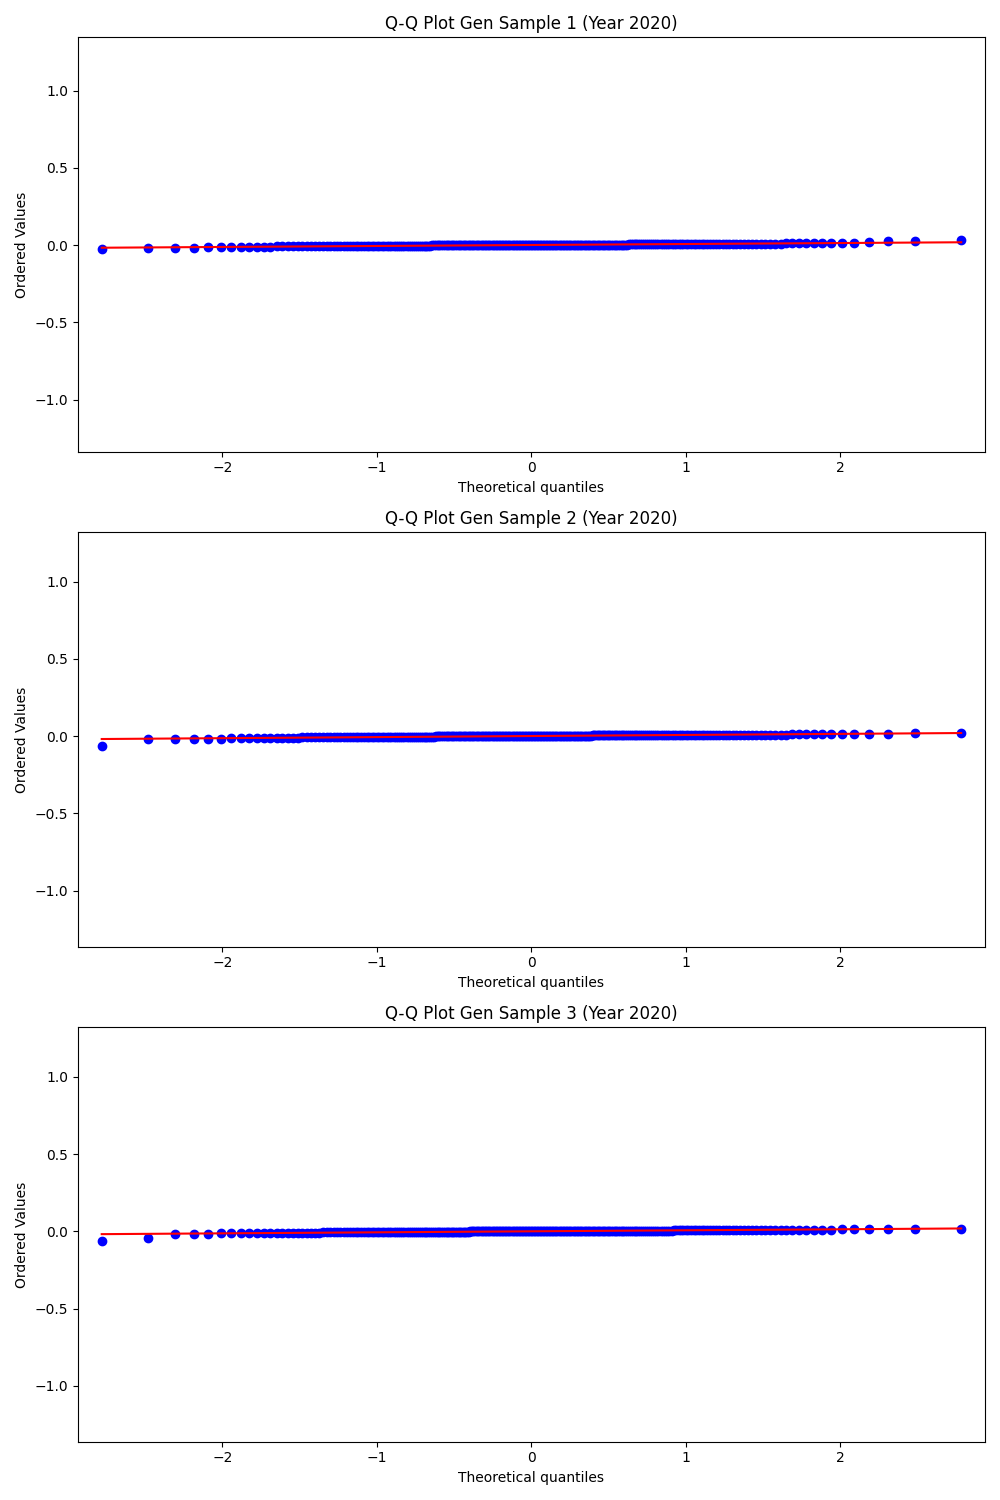 Q-Q Plot Gen Sample 1 (Year 2020)
1.0
0.5
0.0
−0.5
−1.0
Ordered Values
−2 −1 0 1 2
Theoretical quantiles
Q-Q Plot Gen Sample 2 (Year 2020)
1.0
0.5
0.0
−0.5
−1.0
Ordered Values
−2 −1 0 1 2
Theoretical quantiles
Q-Q Plot Gen Sample 3 (Year 2020)
1.0
0.5
0.0
−0.5
−1.0
Ordered Values
−2 −1 0 1 2
Theoretical quantiles